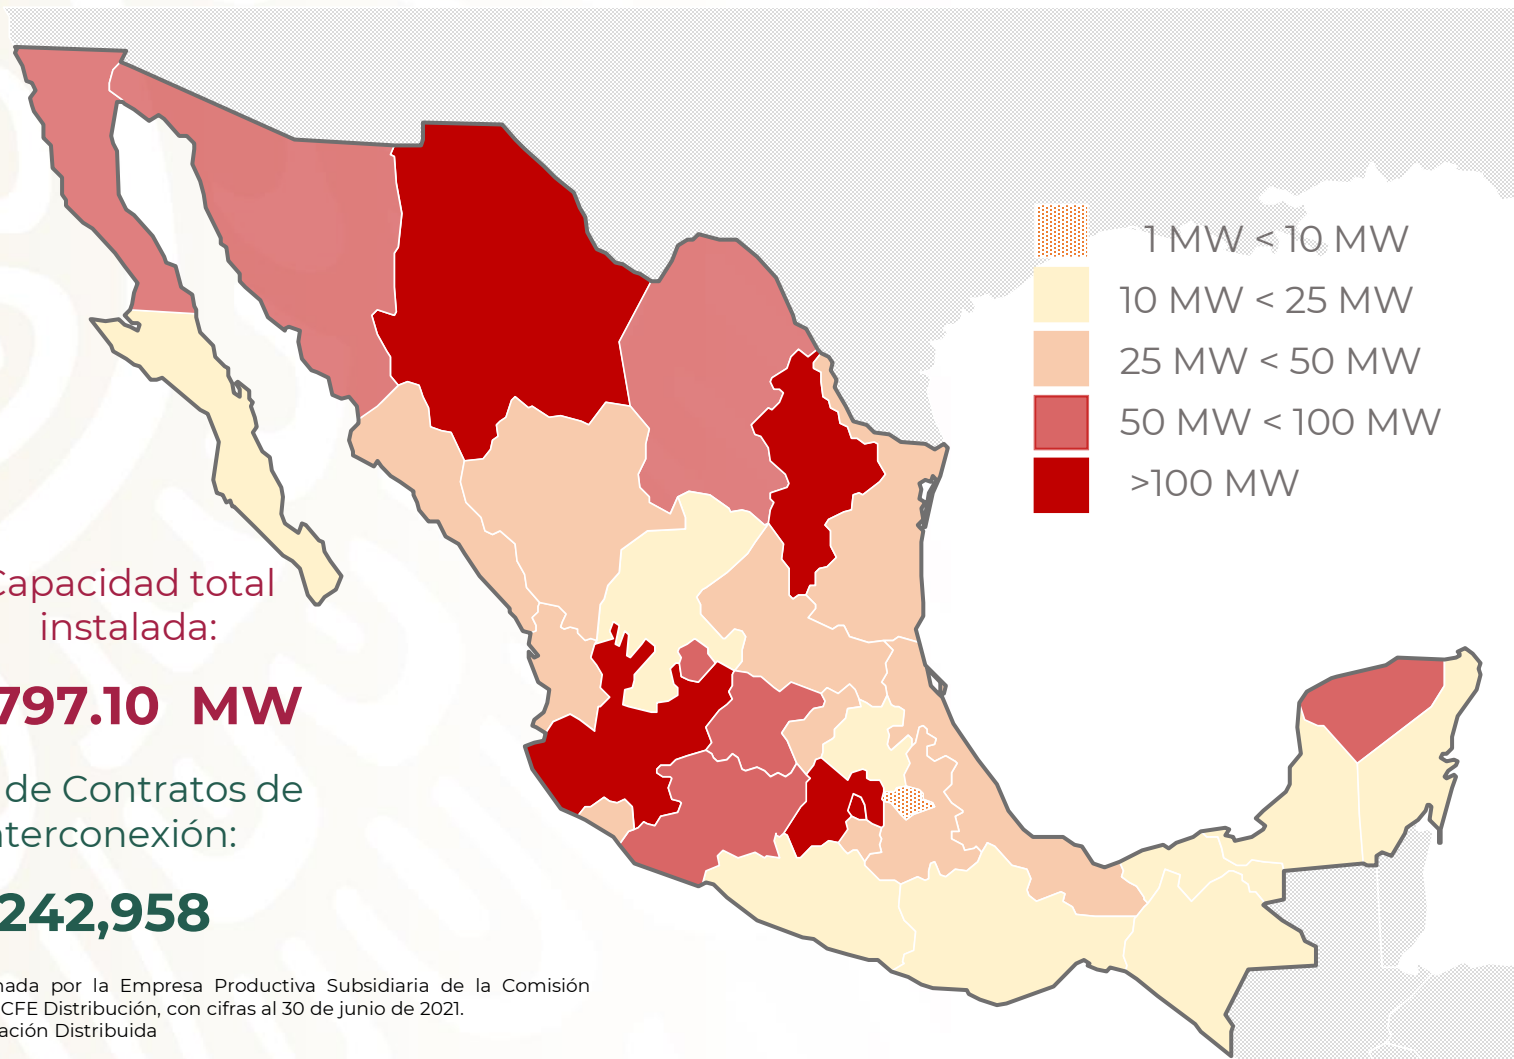 Capacidad total
instalada:
797.10 MW
de Contratos de
nterconexión:
242,958
nada por la Empresa Productiva Subsidiaria de la Comisión
CFE Distribución, con cifras al 30 de junio de 2021.
ación Distribuida
1 MW < 10 MW
10 MW < 25 MW
25 MW < 50 MW
50 MW < 100 MW
>100 MW